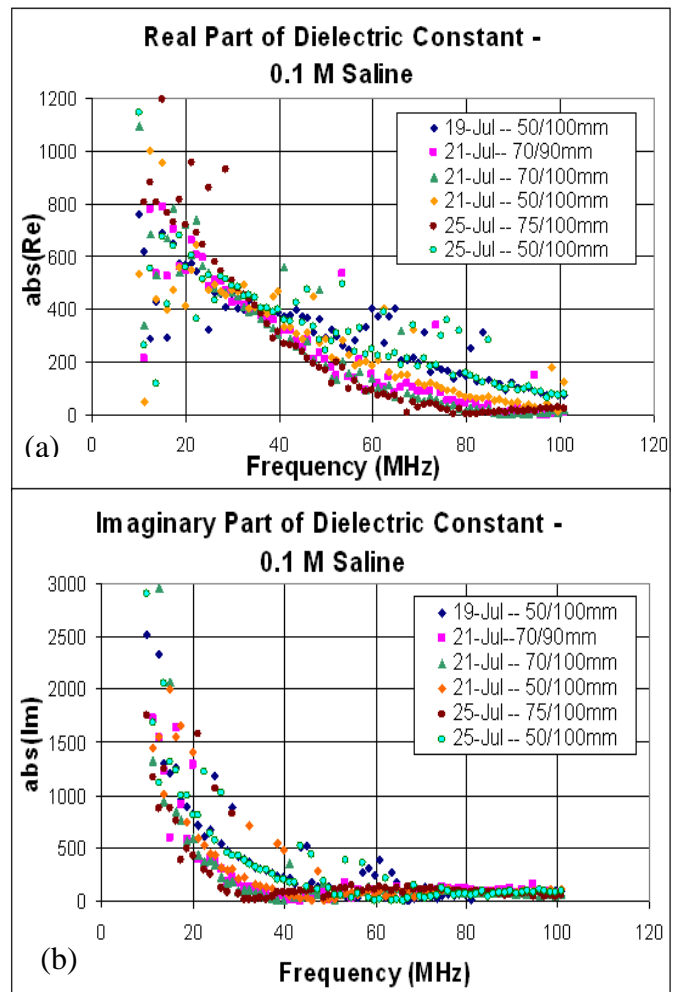 Real Part of Dielectric Constant -
0.1 M Saline
1200
1000
800
600
400
200
0
abs(Re)
19-Jul -- 50/100mm
21-Jul-- 70/90mm
21-Jul -- 70/100mm
21-Jul -- 50/100mm
25-Jul -- 75/100mm
25-Jul -- 50/100mm
0 20 40 60 80 100 120
(a)
Frequency (MHz)
Imaginary Part of Dielectric Constant -
0.1 M Saline
3000
2500
2000
1500
1000
500
0
abs(Im)
19-Jul -- 50/100mm
21-Jul--70/90mm
21-Jul -- 70/100mm
21-Jul -- 50/100mm
25-Jul -- 75/100mm
25-Jul -- 50/100mm
0 20 40 60 80 100 120
(b)
Frequency (MHz)